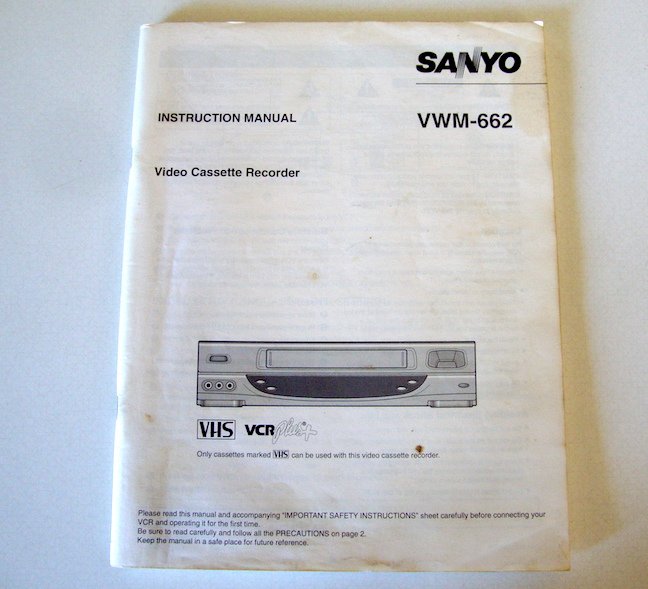 SANYO
INSTRUCTION MANUAL
VWM-662
Video Cassette Recorder
VHS VCR Plus+
Only cassettes marked VHS can be used with this video cassette recorder.
Please read this manual and accompanying "IMPORTANT SAFETY INSTRUCTIONS" sheet carefully before connecting your
VCR and operating it for the first time.
Be sure to read carefully and follow all the PRECAUTIONS on page 2.
Keep the manual in a safe place for future reference.